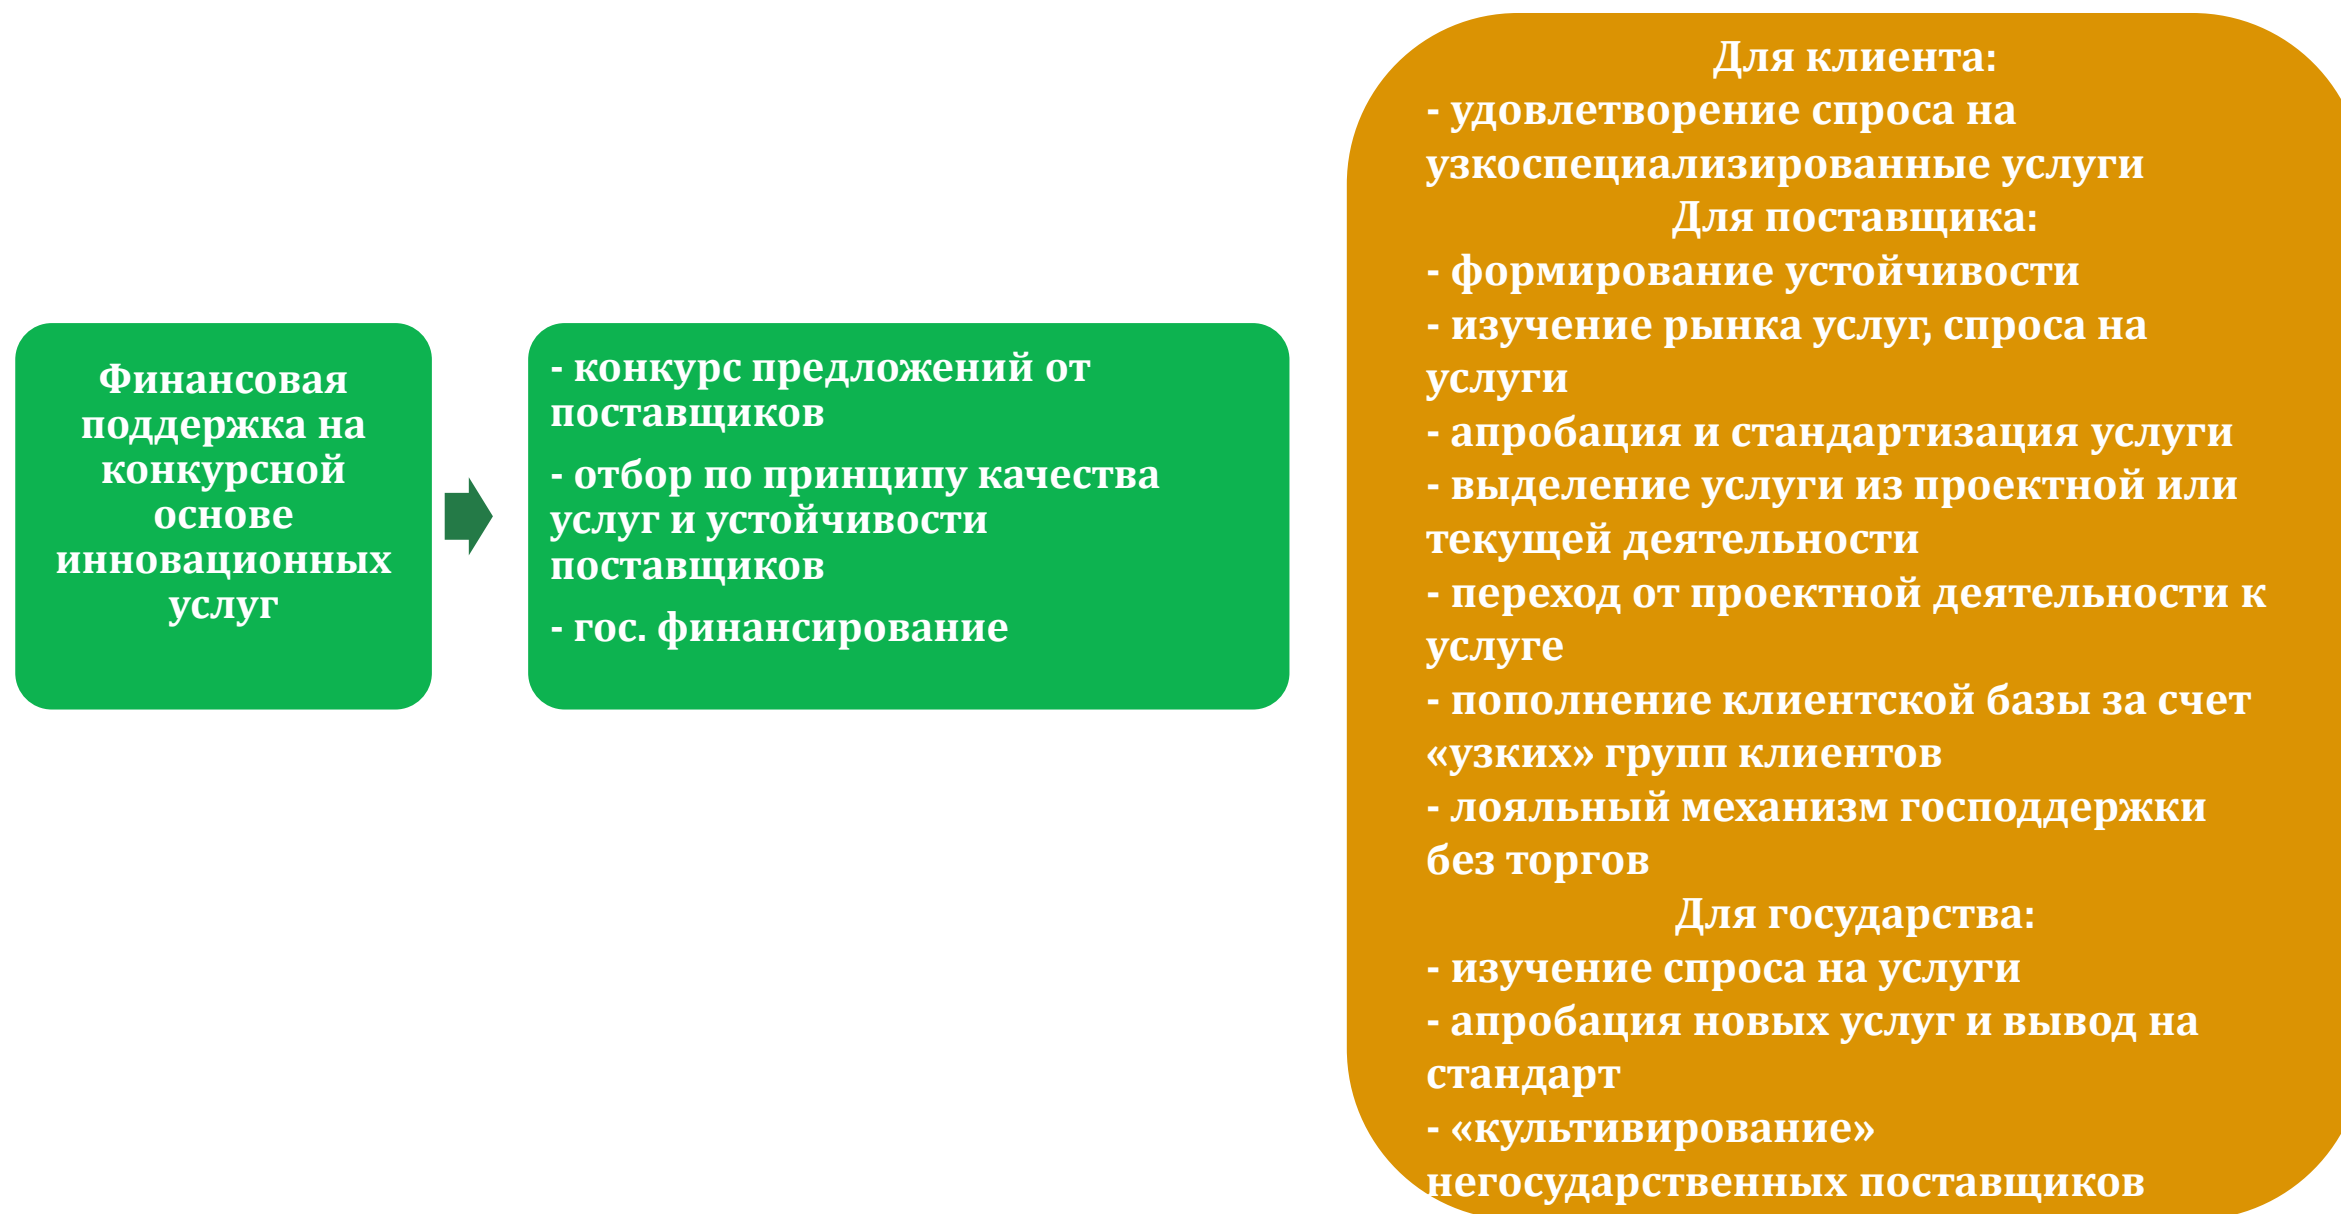 Финансовая
поддержка на
конкурсной
основе
инновационных
услуг
- конкурс предложений от
поставщиков
- отбор по принципу качества
услуг и устойчивости
поставщиков
- гос. финансирование
Для клиента:
- удовлетворение спроса на
узкоспециализированные услуги
Для поставщика:
- формирование устойчивости
- изучение рынка услуг, спроса на
услуги
- апробация и стандартизация услуги
- выделение услуги из проектной или
текущей деятельности
- переход от проектной деятельности к
услуге
- пополнение клиентской базы за счет
«узких» групп клиентов
- лояльный механизм господдержки
без торгов
Для государства:
- изучение спроса на услуги
- апробация новых услуг и вывод на
стандарт
- «культивирование»
негосударственных поставщиков